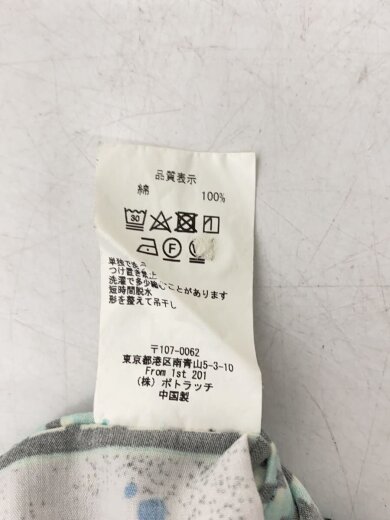 品質表示
綿 100%
30
F W
単独で洗う
つけ置き禁止
洗濯で多少縮むことがあります
短時間脱水
形を整えて吊干し
〒107-0062
東京都港区南青山5-3-10
From 1st 201
(株) ポトラッチ
中国製